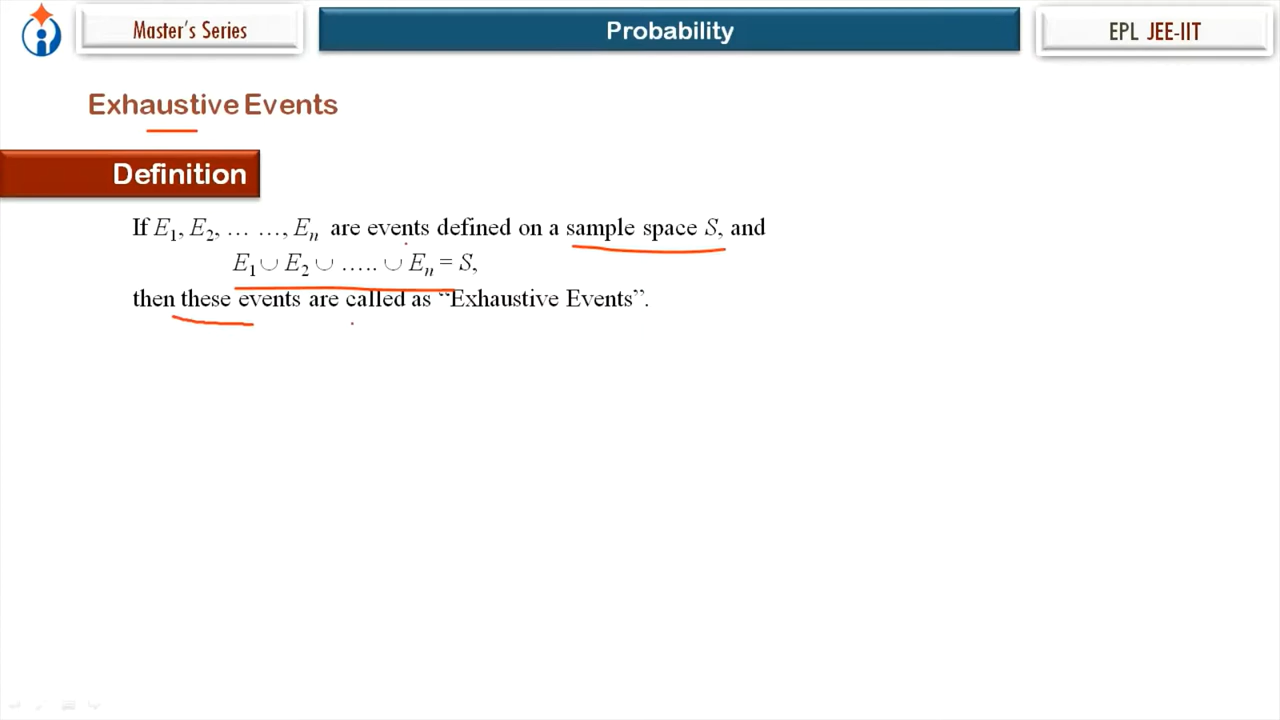 Master's Series
Probability
EPL JEE-IIT
Exhaustive Events
Definition
If E₁, E₂, … …, Eₙ are events defined on a sample space S, and
E₁ ∪ E₂ ∪ ….. ∪ Eₙ = S,
then these events are called as “Exhaustive Events”.